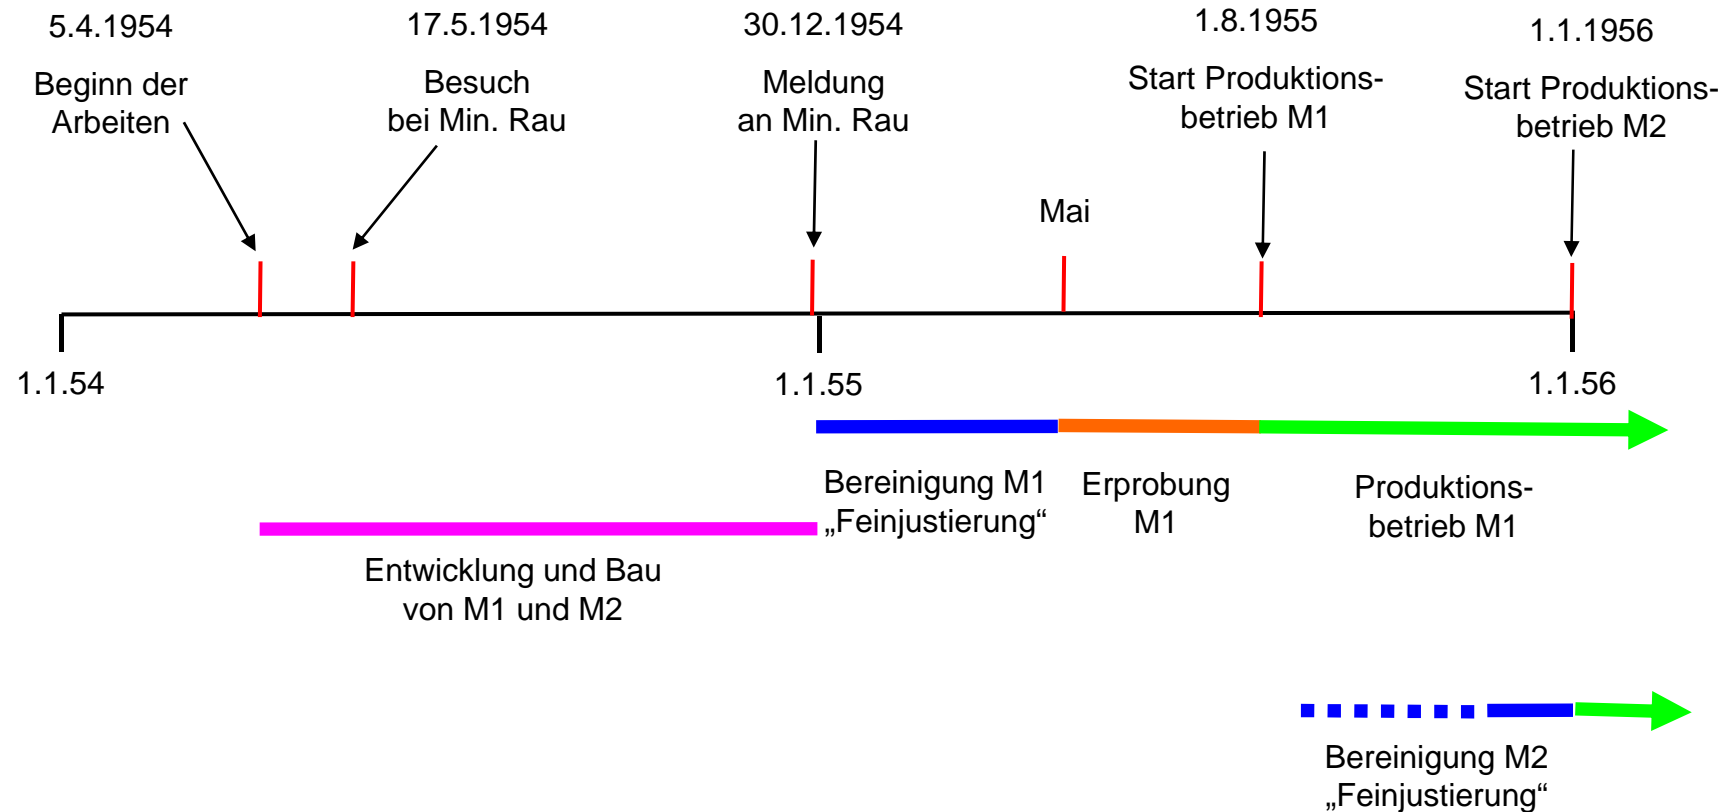 5.4.1954
Beginn der
Arbeiten
17.5.1954
Besuch
bei Min. Rau
30.12.1954
Meldung
an Min. Rau
1.8.1955
Start Produktions-
betrieb M1
1.1.1956
Start Produktions-
betrieb M2
Mai
1.1.54
1.1.55
1.1.56
Bereinigung M1
„Feinjustierung“
Erprobung
M1
Produktions-
betrieb M1
Entwicklung und Bau
von M1 und M2
Bereinigung M2
„Feinjustierung“